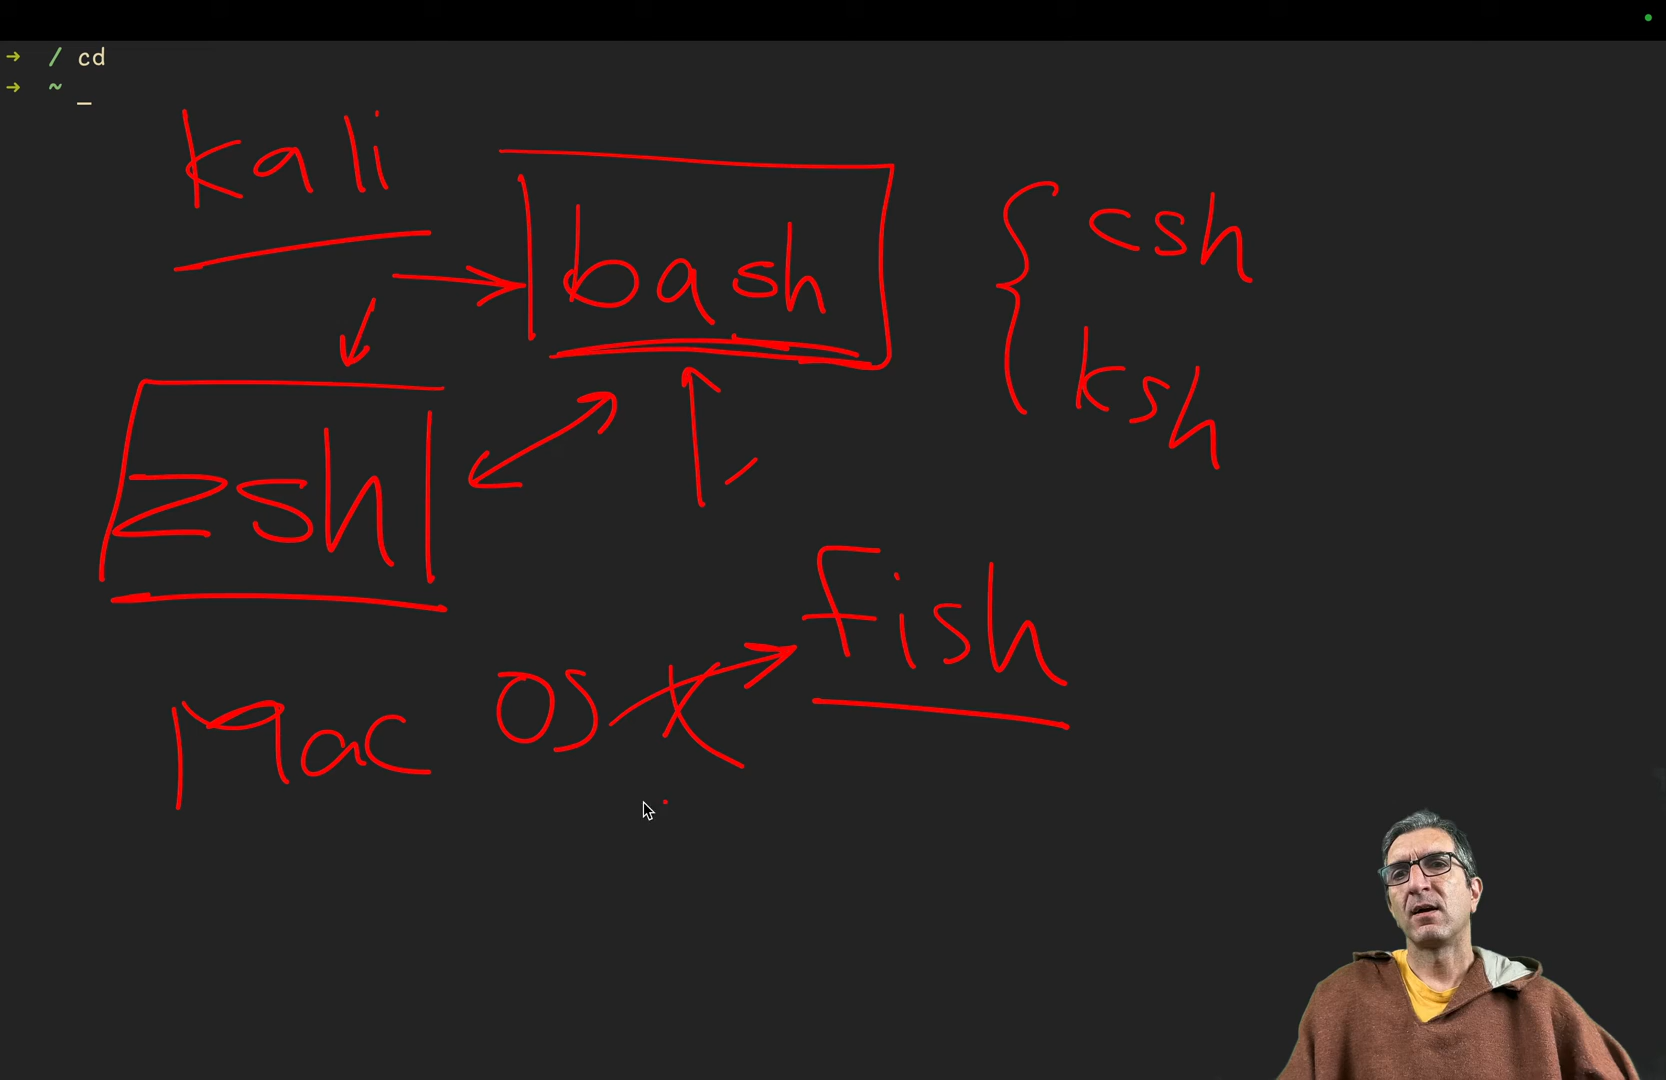 → / cd
→ ~ _
kali
bash
csh
ksh
zsh
fish
Mac OS X